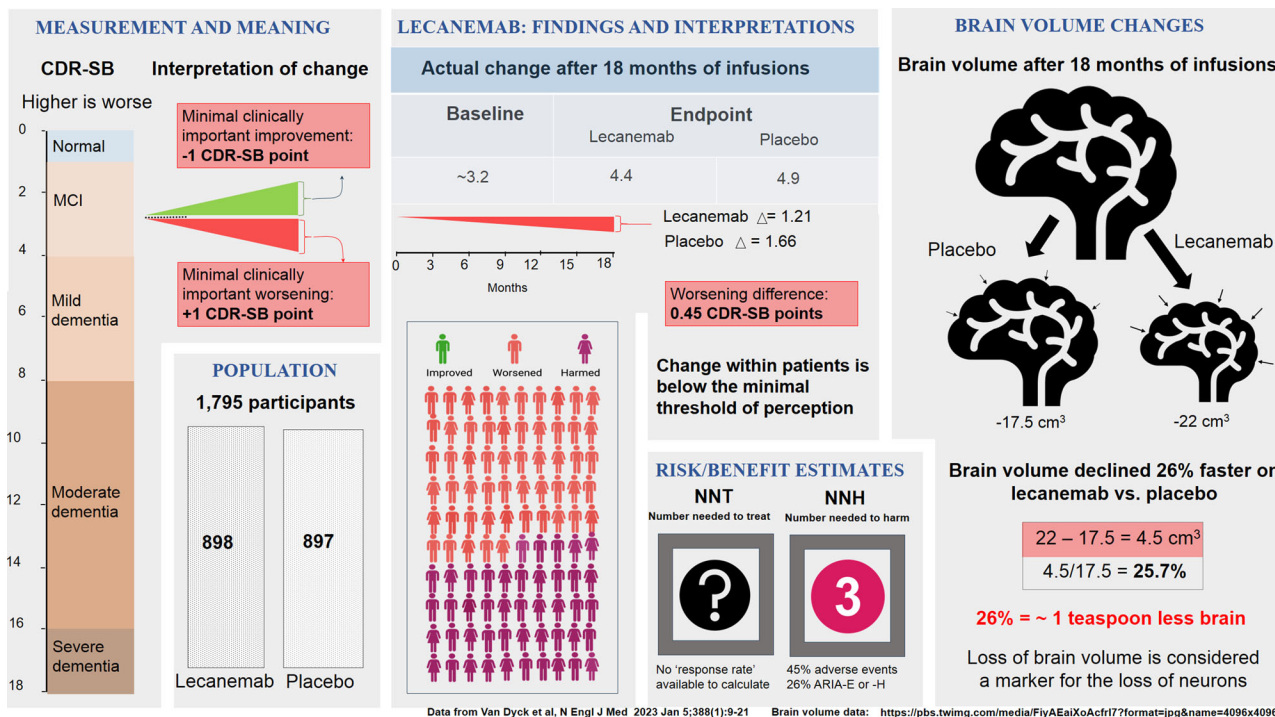 MEASUREMENT AND MEANING
CDR-SB
Higher is worse
0
2
4
6
8
10
12
14
16
18
Normal
MCI
Mild
dementia
Moderate
dementia
Severe
dementia
Interpretation of change
Minimal clinically
important improvement:
-1 CDR-SB point
Minimal clinically
important worsening:
+1 CDR-SB point
POPULATION
1,795 participants
898
897
Lecanemab
Placebo
LECANEMAB: FINDINGS AND INTERPRETATIONS
Actual change after 18 months of infusions
Baseline
Endpoint
Lecanemab
Placebo
~3.2
4.4
4.9
Lecanemab △= 1.21
Placebo △ = 1.66
0 3 6 9 12 15 18
Months
Worsening difference:
0.45 CDR-SB points
Improved
Worsened
Harmed
Change within patients is
below the minimal
threshold of perception
RISK/BENEFIT ESTIMATES
NNT
Number needed to treat
?
No ‘response rate’
available to calculate
NNH
Number needed to harm
3
45% adverse events
26% ARIA-E or -H
BRAIN VOLUME CHANGES
Brain volume after 18 months of infusions
Placebo
Lecanemab
-17.5 cm³
-22 cm³
Brain volume declined 26% faster on
lecanemab vs. placebo
22 – 17.5 = 4.5 cm³
4.5/17.5 = 25.7%
26% = ~ 1 teaspoon less brain
Loss of brain volume is considered
a marker for the loss of neurons
Data from Van Dyck et al, N Engl J Med 2023 Jan 5;388(1):9-21 Brain volume data: https://pbs.twimg.com/media/FiyAEaiXoAcfrI7?format=jpg&name=4096x4096